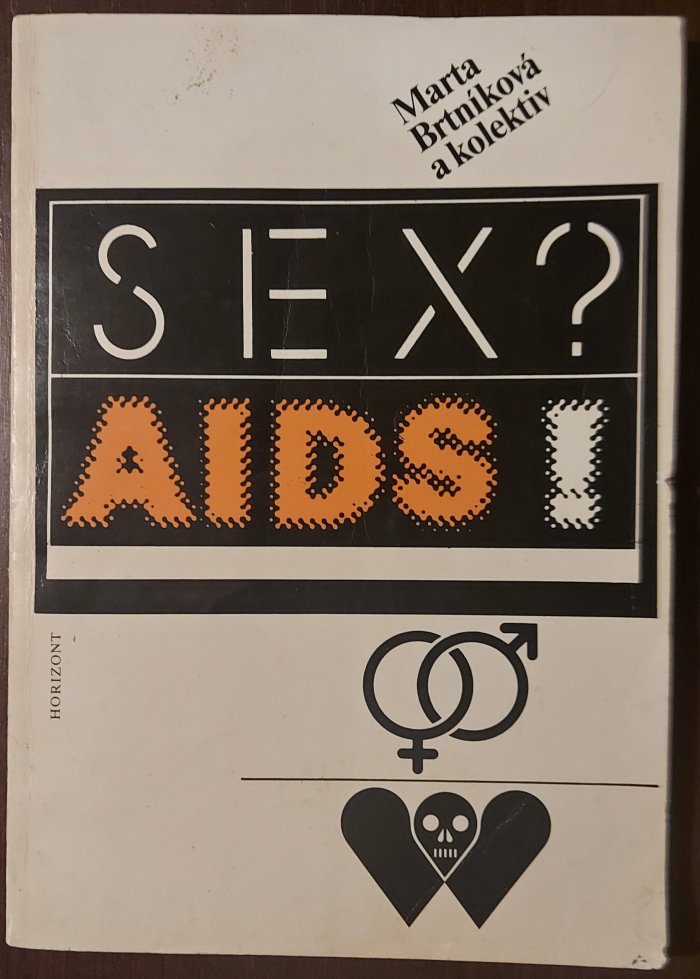 Marta
Brtníková
a kolektiv
SEX?
AIDS!
HORIZONT